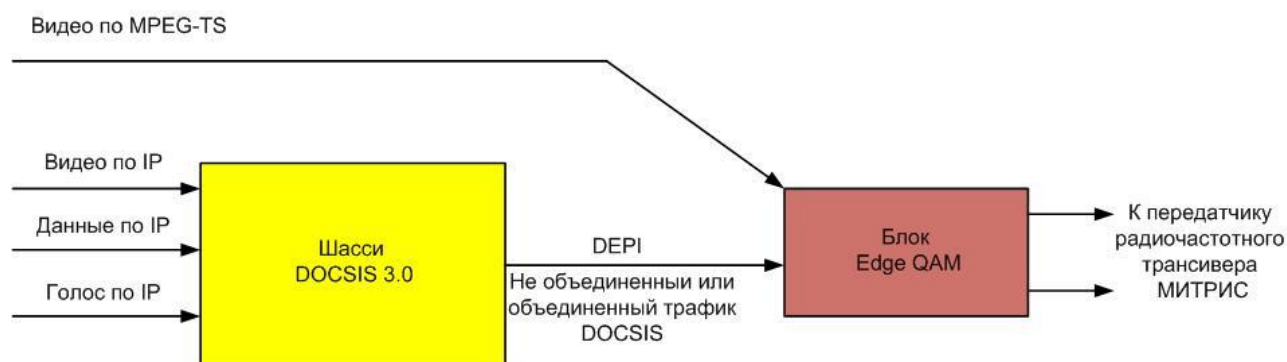 Видео по MPEG-TS
Видео по IP
Данные по IP
Голос по IP
Шасси
DOCSIS 3.0
DEPI
Не объединенныи или
объединенный трафик
DOCSIS
Блок
Edge QAM
К передатчику
радиочастотного
трансивера
МИТРИС